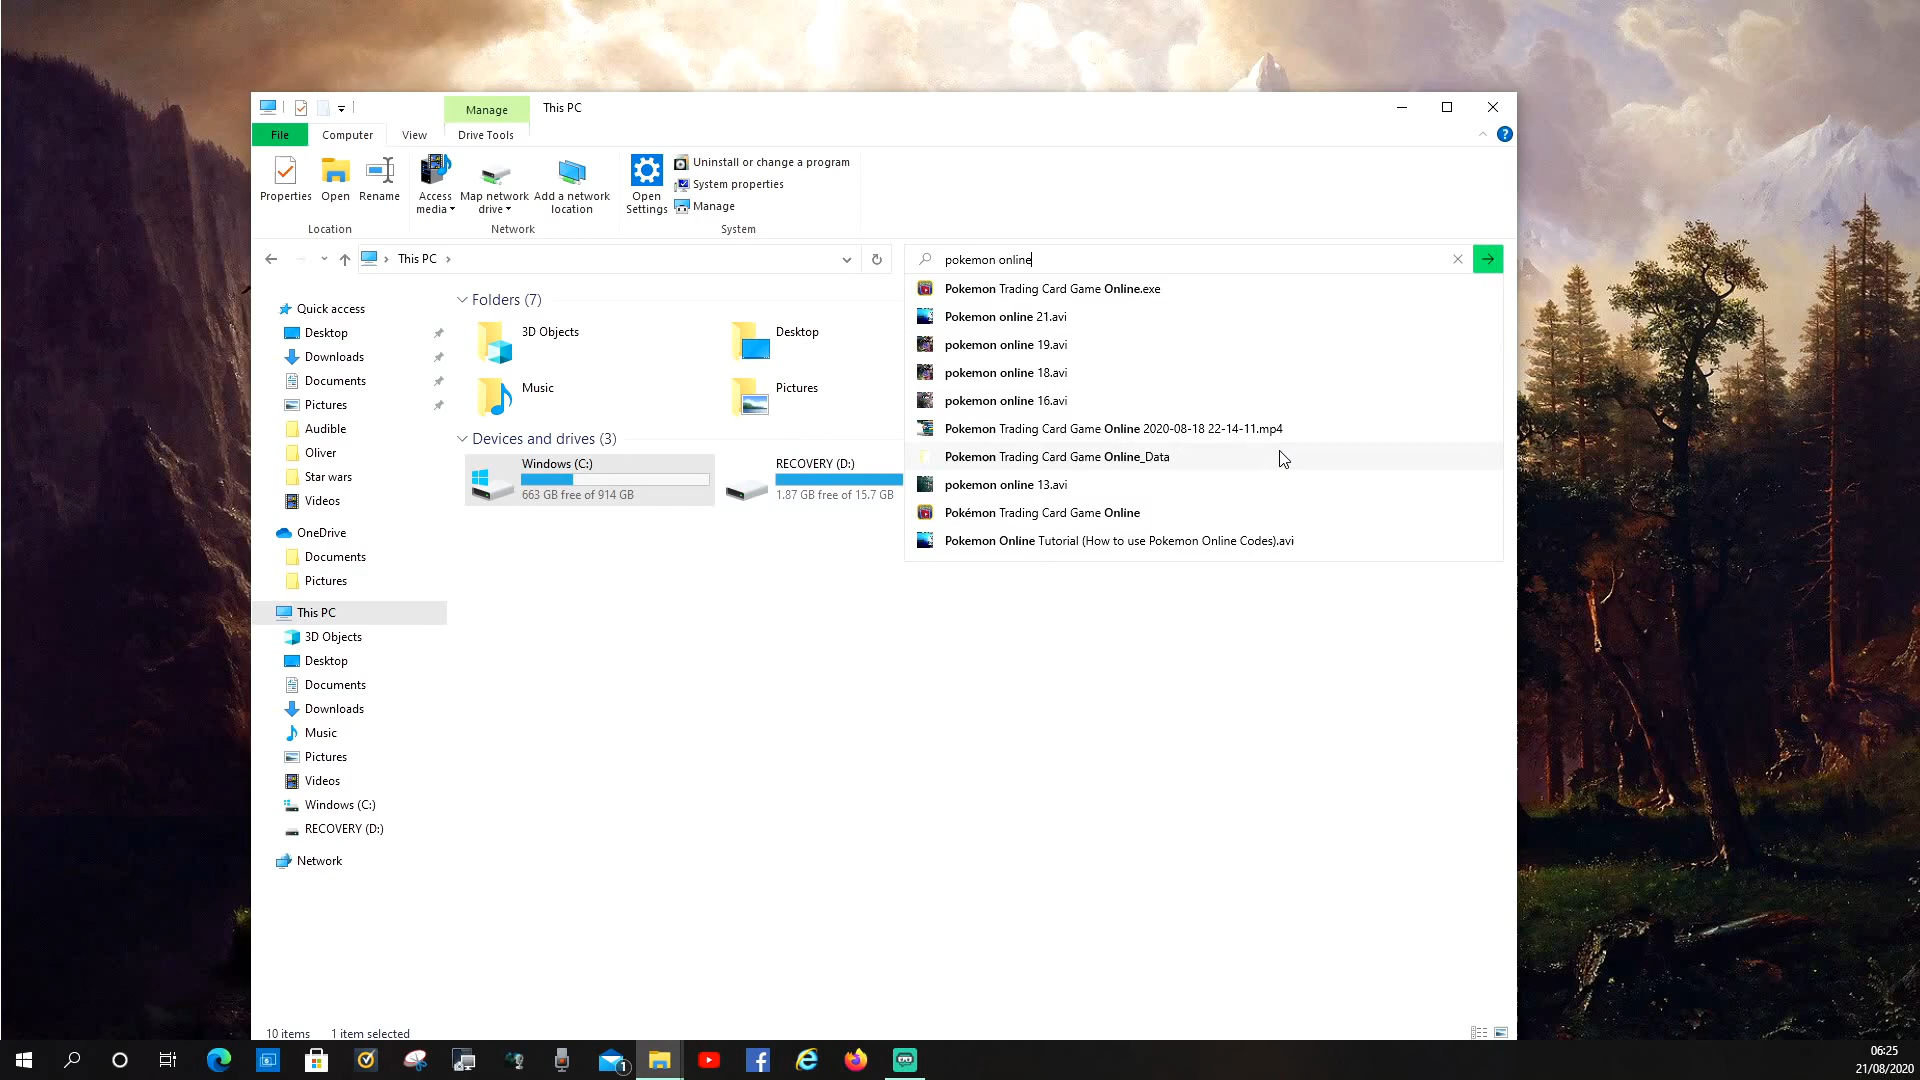 Manage
This PC
File
Computer
View
Drive Tools
Properties
Open
Rename
Access media
Map network drive
Add a network location
Open Settings
Uninstall or change a program
System properties
Manage
Location
Network
System
This PC
pokemon online
Quick access
Desktop
Downloads
Documents
Pictures
Audible
Oliver
Star wars
Videos
OneDrive
Documents
Pictures
This PC
3D Objects
Desktop
Documents
Downloads
Music
Pictures
Videos
Windows (C:)
RECOVERY (D:)
Network
Folders (7)
3D Objects
Desktop
Music
Pictures
Devices and drives (3)
Windows (C:)
663 GB free of 914 GB
RECOVERY (D:)
1.87 GB free of 15.7 GB
Pokemon Trading Card Game Online.exe
Pokemon online 21.avi
pokemon online 19.avi
pokemon online 18.avi
pokemon online 16.avi
Pokemon Trading Card Game Online 2020-08-18 22-14-11.mp4
Pokemon Trading Card Game Online_Data
pokemon online 13.avi
Pokémon Trading Card Game Online
Pokemon Online Tutorial (How to use Pokemon Online Codes).avi
10 items
1 item selected
1
06:25
21/08/2020